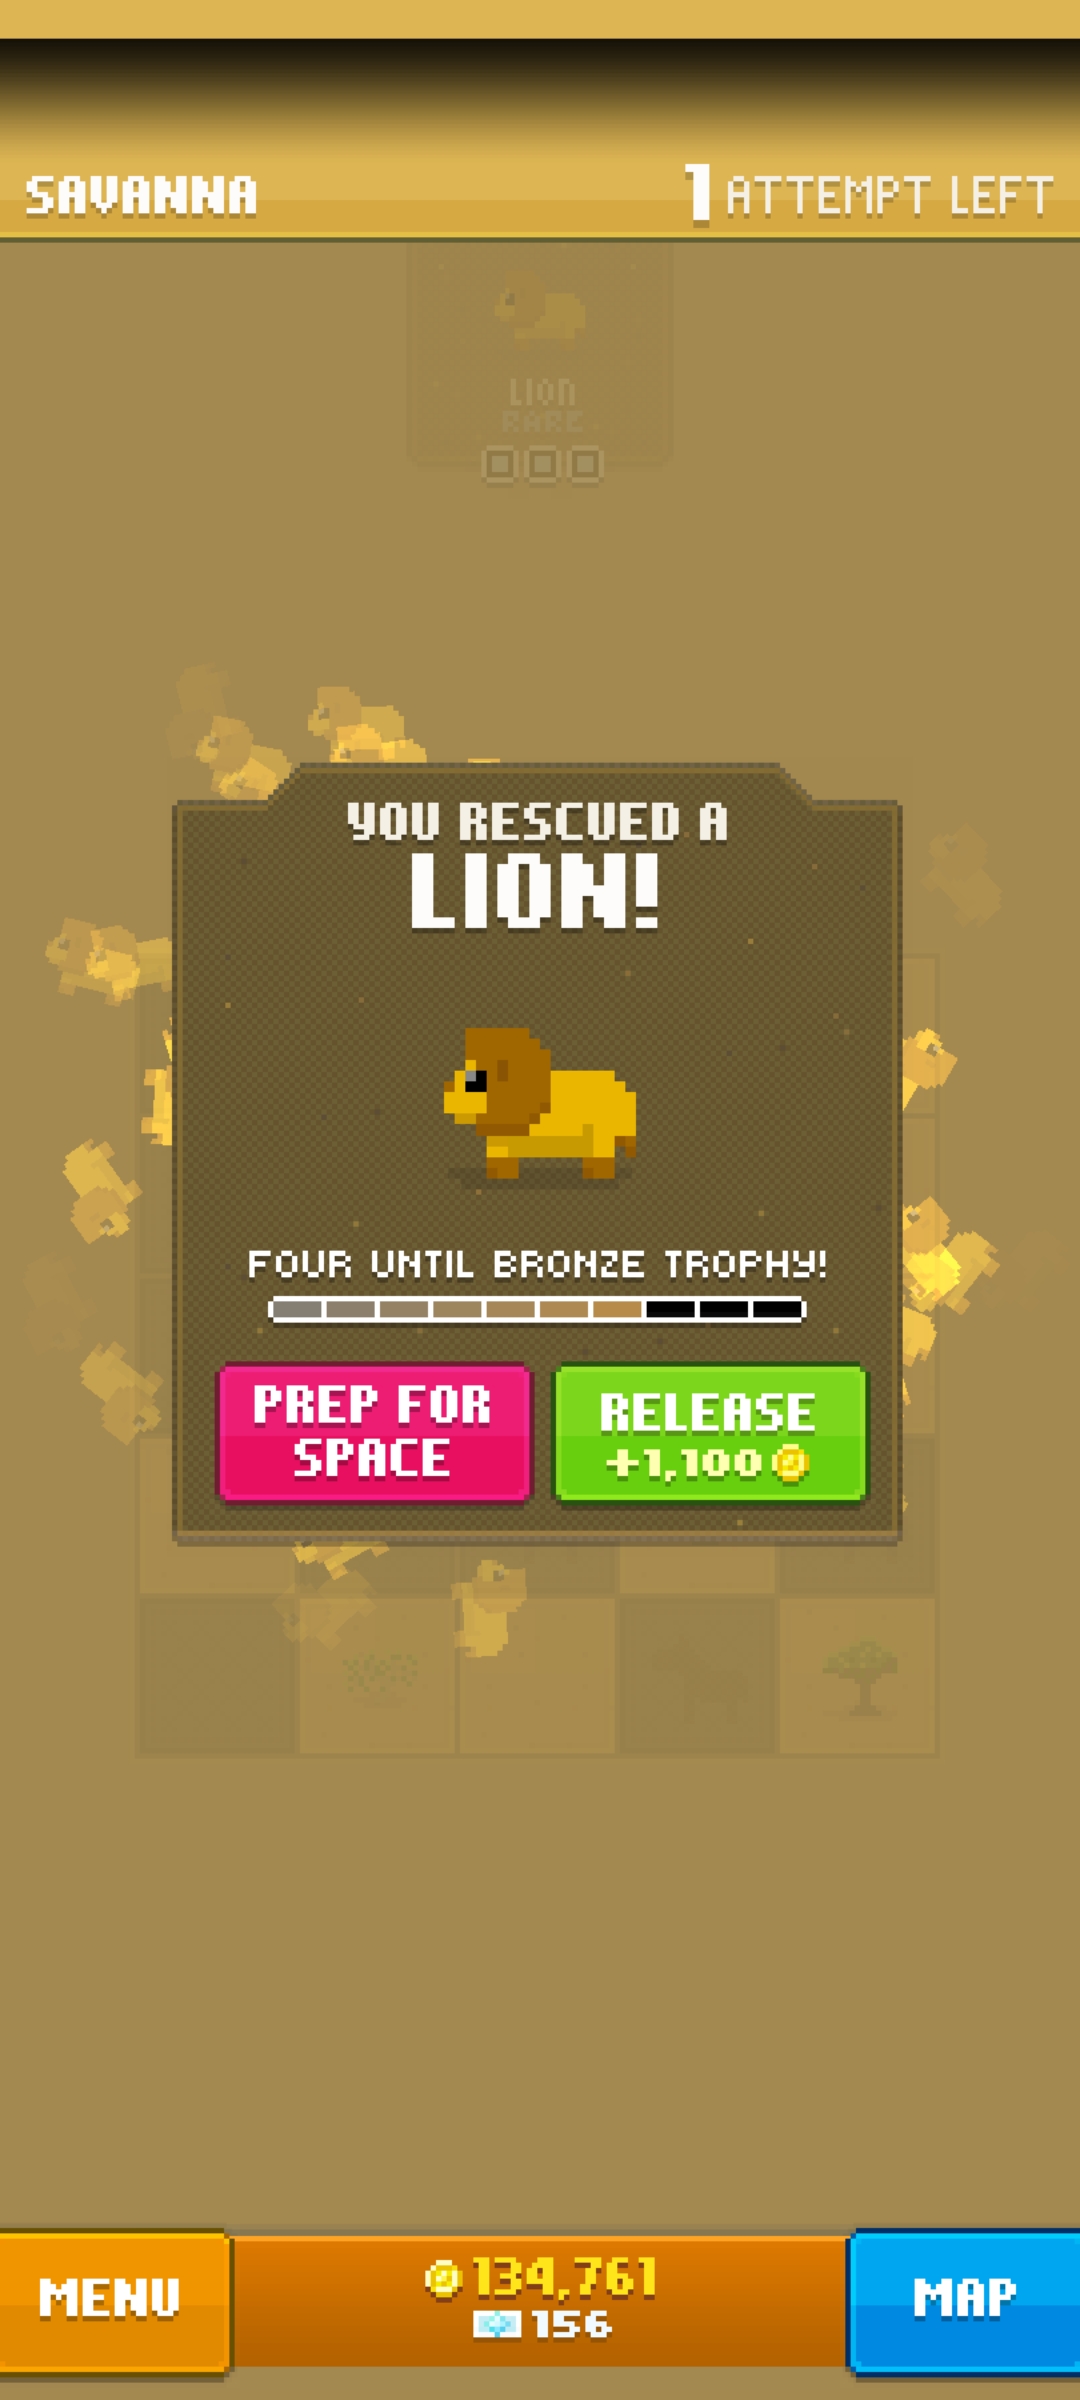 SAVANNA
1 ATTEMPT LEFT
LION
RARE
YOU RESCUED A
LION!
FOUR UNTIL BRONZE TROPHY!
PREP FOR
SPACE
RELEASE
+1,100
MENU
134,761
156
MAP